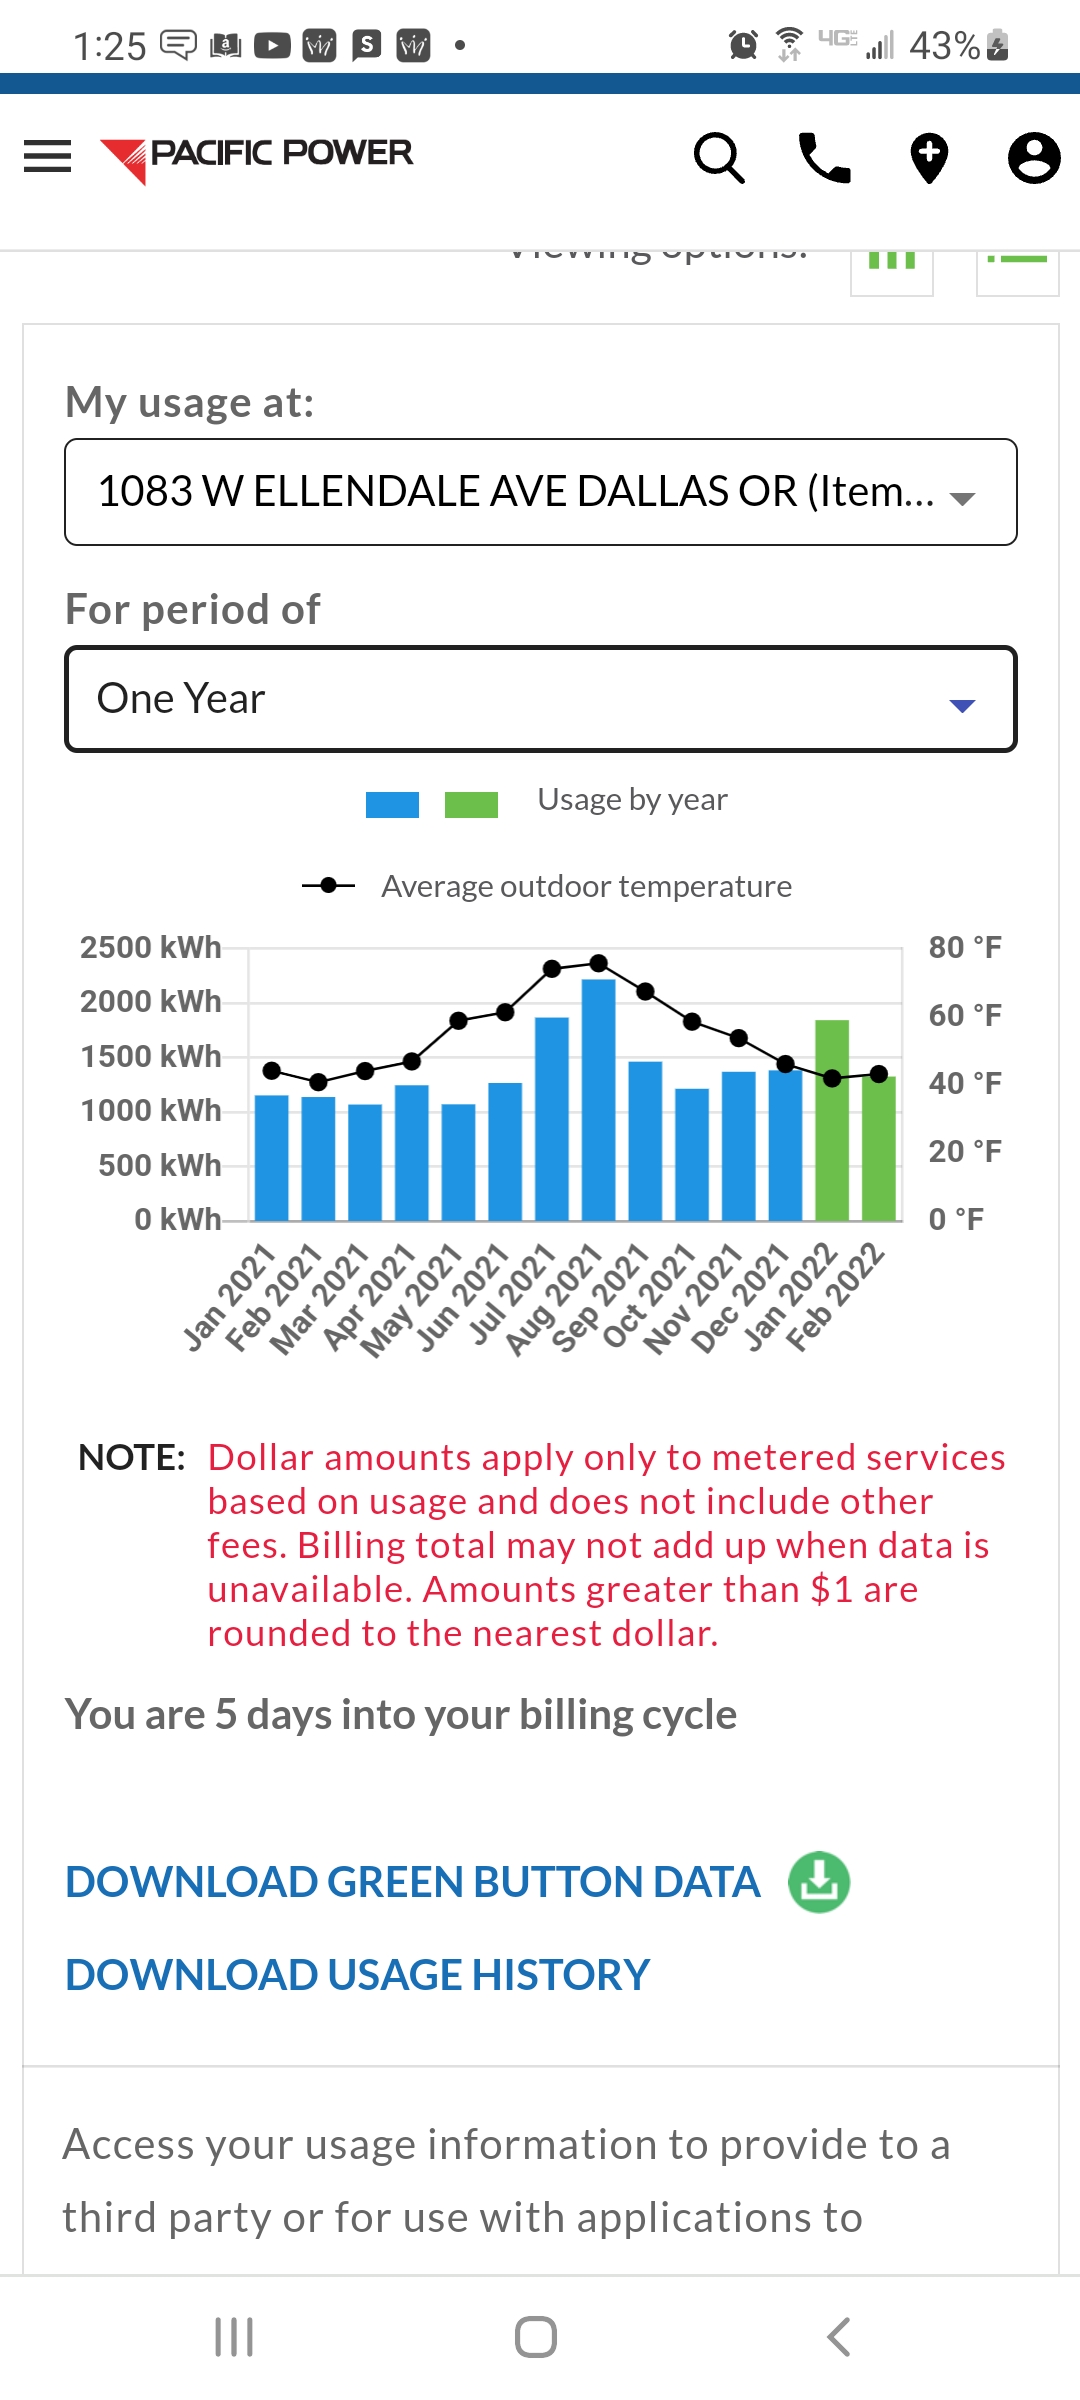 1:25
4G LTE
43%
PACIFIC POWER
Viewing options:
My usage at:
1083 W ELLENDALE AVE DALLAS OR (Item...
For period of
One Year
Usage by year
Average outdoor temperature
2500 kWh
2000 kWh
1500 kWh
1000 kWh
500 kWh
0 kWh
80 °F
60 °F
40 °F
20 °F
0 °F
Jan 2021
Feb 2021
Mar 2021
Apr 2021
May 2021
Jun 2021
Jul 2021
Aug 2021
Sep 2021
Oct 2021
Nov 2021
Dec 2021
Jan 2022
Feb 2022
NOTE: Dollar amounts apply only to metered services
based on usage and does not include other
fees. Billing total may not add up when data is
unavailable. Amounts greater than $1 are
rounded to the nearest dollar.
You are 5 days into your billing cycle
DOWNLOAD GREEN BUTTON DATA
DOWNLOAD USAGE HISTORY
Access your usage information to provide to a
third party or for use with applications to